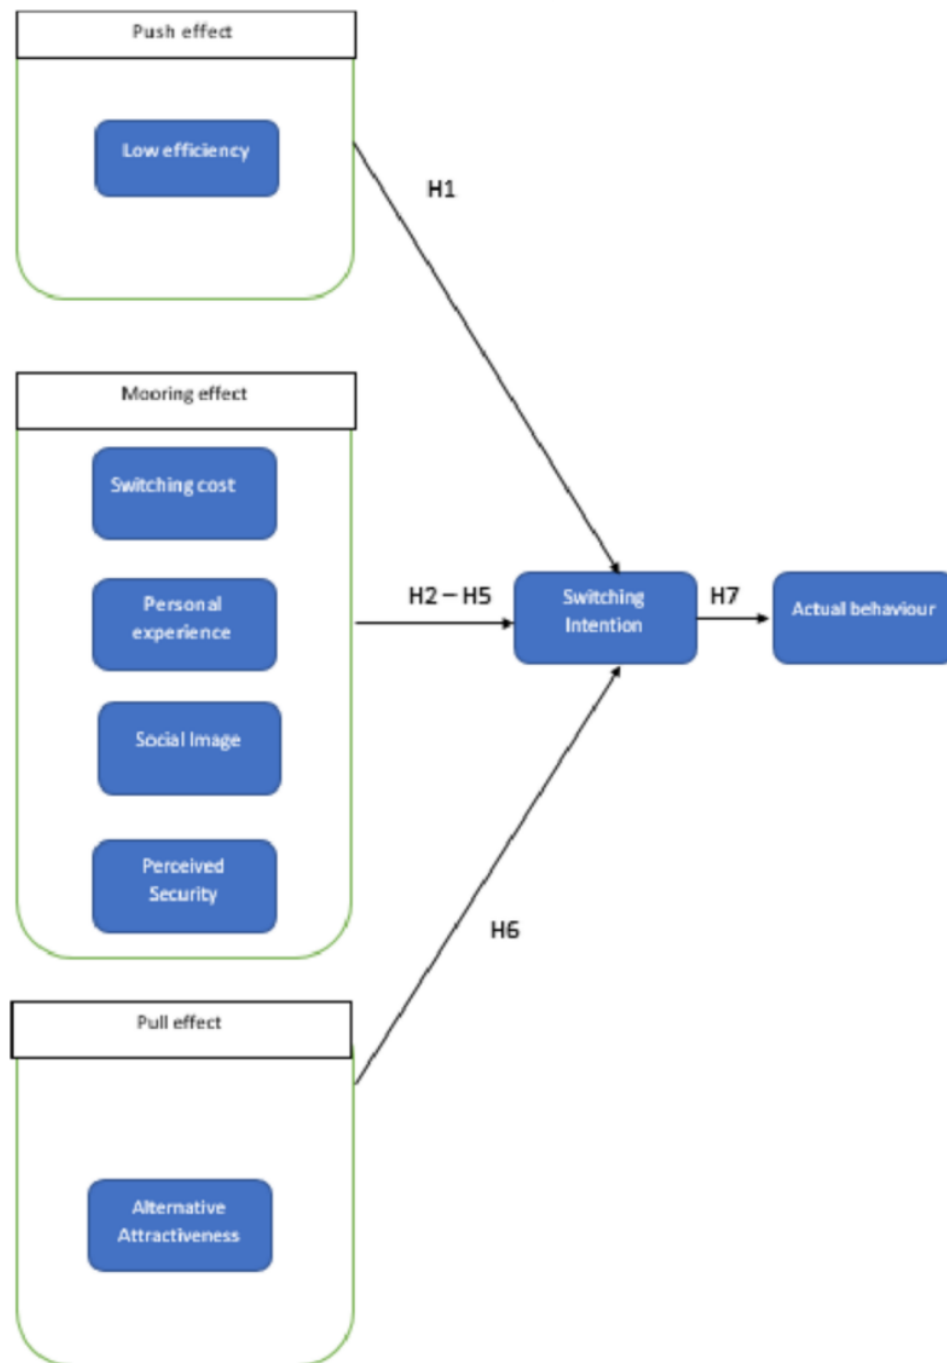 Push effect
Low efficiency
H1
Mooring effect
Switching cost
Personal
experience
Social Image
Perceived
Security
H2 – H5
Switching
Intention
H7
Actual behaviour
H6
Pull effect
Alternative
Attractiveness